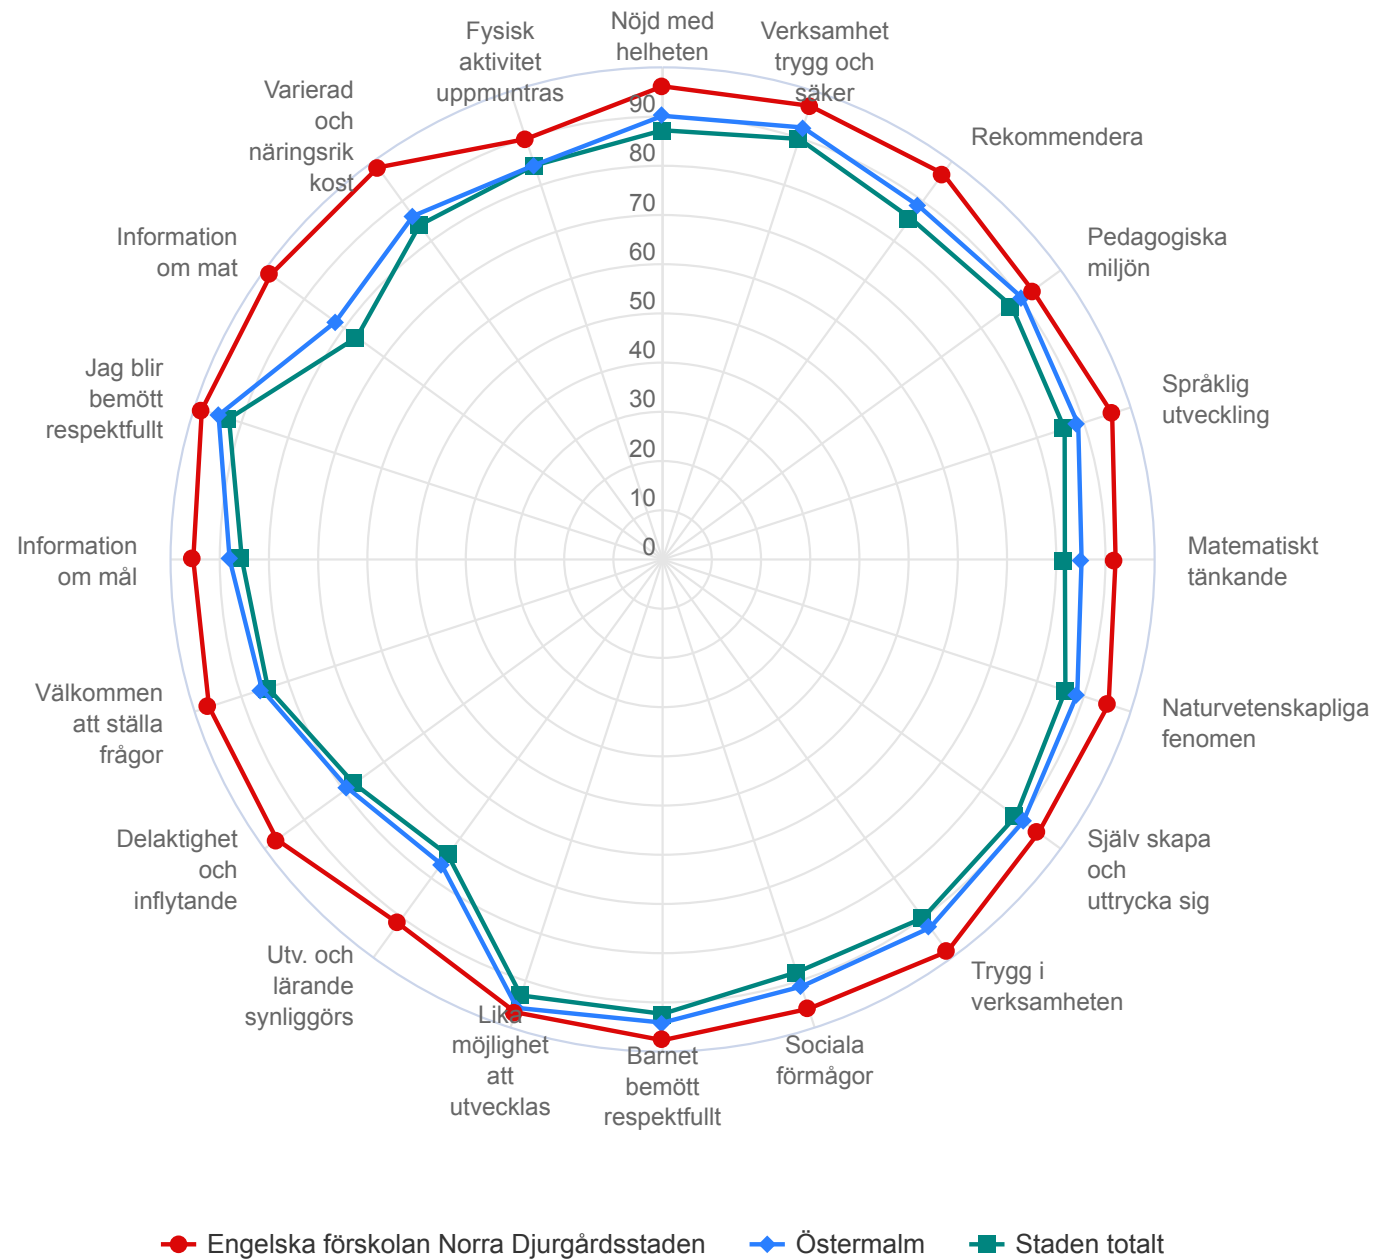 Nöjd med
helheten
Verksamhet
trygg och
säker
Rekommendera
Pedagogiska
miljön
Språklig
utveckling
Matematiskt
tänkande
Naturvetenskapliga
fenomen
Själv skapa
och
uttrycka sig
Trygg i
verksamheten
Sociala
förmågor
Barnet
bemött
respektfullt
Lika
möjlighet
att
utvecklas
Utv. och
lärande
synliggörs
Delaktighet
och
inflytande
Välkommen
att ställa
frågor
Information
om mål
Jag blir
bemött
respektfullt
Information
om mat
Varierad
och
näringsrik
kost
Fysisk
aktivitet
uppmuntras
90
80
70
60
50
40
30
20
10
0
Engelska förskolan Norra Djurgårdsstaden
Östermalm
Staden totalt